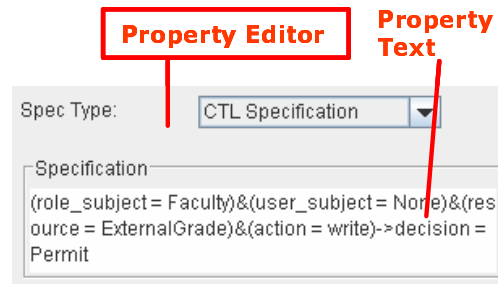 Property Editor
Property
Text
Spec Type:
CTL Specification
Specification
(role_subject = Faculty)&(user_subject = None)&(res
ource = ExternalGrade)&(action = write)->decision =
Permit